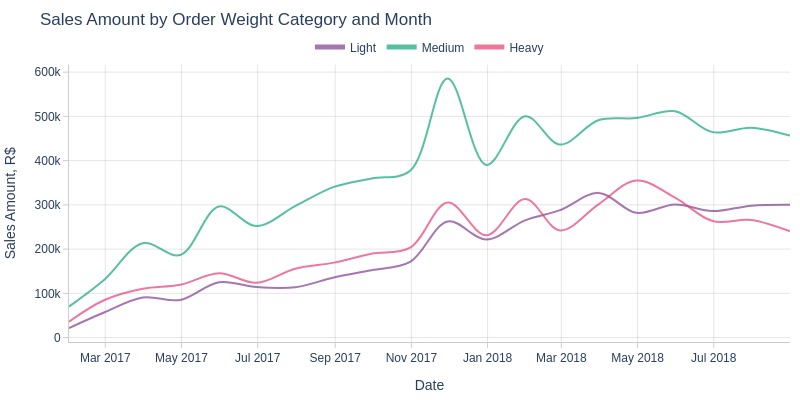 Sales Amount by Order Weight Category and Month
Light Medium Heavy
600k
500k
400k
300k
200k
100k
0
Sales Amount, R$
Mar 2017 May 2017 Jul 2017 Sep 2017 Nov 2017 Jan 2018 Mar 2018 May 2018 Jul 2018
Date